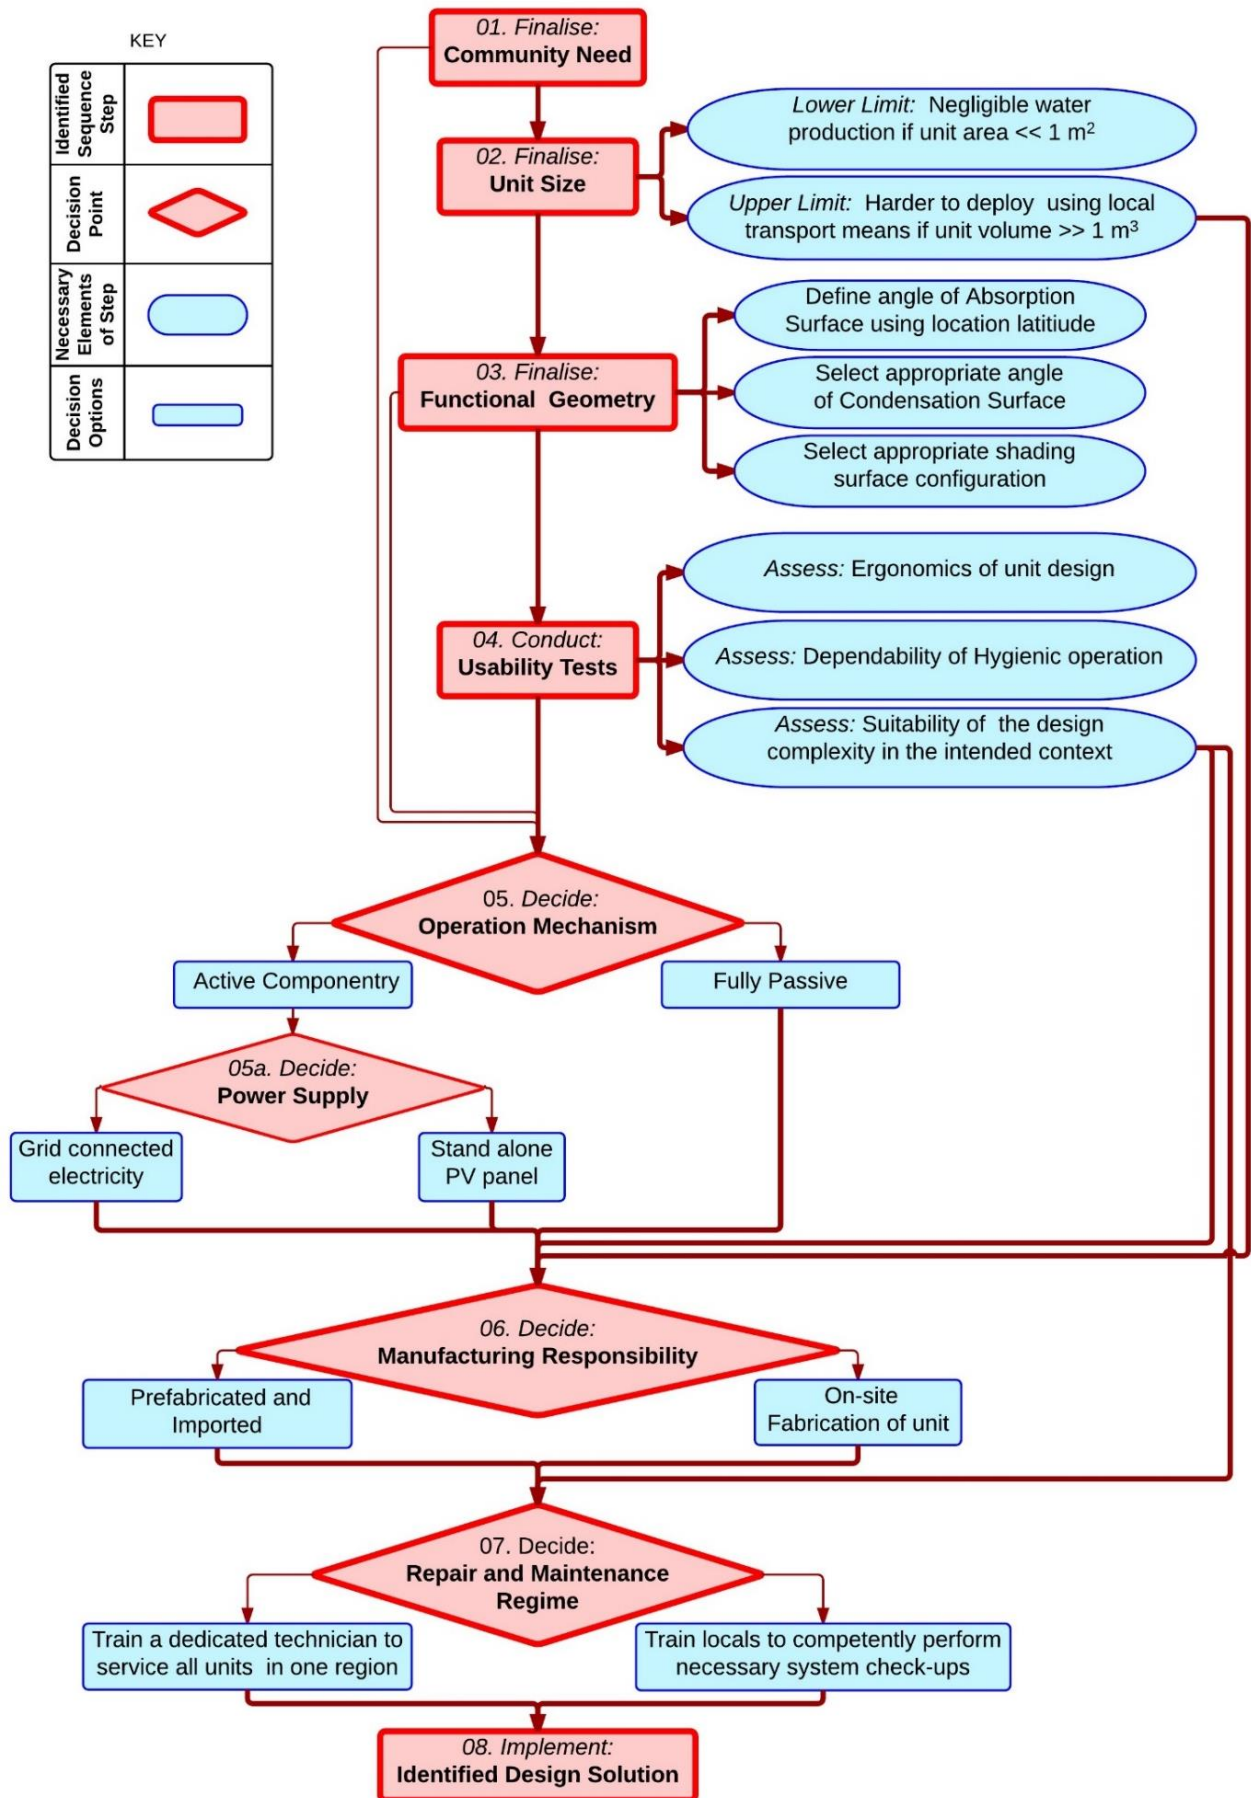 KEY
Identified
Sequence
Step
Decision
Point
Necessary
Elements
of Step
Decision
Options
01. Finalise:
Community Need
02. Finalise:
Unit Size
Lower Limit: Negligible water
production if unit area << 1 m²
Upper Limit: Harder to deploy using local
transport means if unit volume >> 1 m³
03. Finalise:
Functional Geometry
Define angle of Absorption
Surface using location latitiude
Select appropriate angle
of Condensation Surface
Select appropriate shading
surface configuration
04. Conduct:
Usability Tests
Assess: Ergonomics of unit design
Assess: Dependability of Hygienic operation
Assess: Suitability of the design
complexity in the intended context
05. Decide:
Operation Mechanism
Active Componentry
Fully Passive
05a. Decide:
Power Supply
Grid connected
electricity
Stand alone
PV panel
06. Decide:
Manufacturing Responsibility
Prefabricated and
Imported
On-site
Fabrication of unit
07. Decide:
Repair and Maintenance
Regime
Train a dedicated technician to
service all units in one region
Train locals to competently perform
necessary system check-ups
08. Implement:
Identified Design Solution